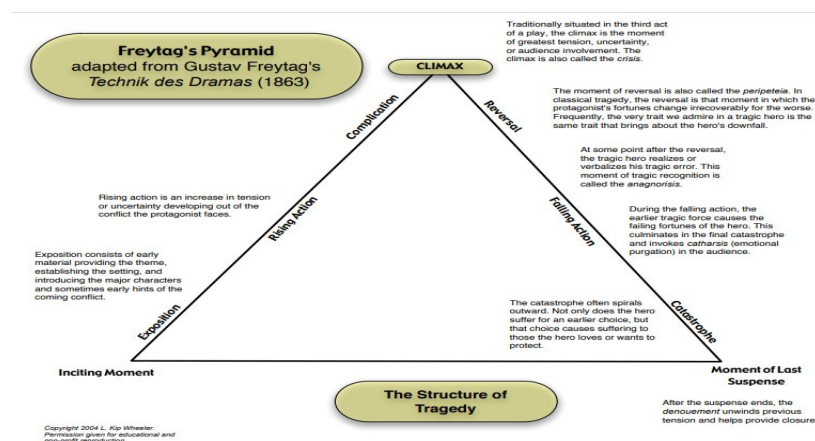 Freytag's Pyramid
adapted from Gustav Freytag's
Technik des Dramas (1863)
Traditionally situated in the third act
of a play, the climax is the moment
of greatest tension, uncertainty,
or audience involvement. The
climax is also called the crisis.
CLIMAX
Complication
Reversal
The moment of reversal is also called the peripeteia. In
classical tragedy, the reversal is that moment in which the
protagonist's fortunes change irrecoverably for the worse.
Frequently, the very trait we admire in a tragic hero is the
same trait that brings about the hero's downfall.
At some point after the reversal,
the tragic hero realizes or
verbalizes his tragic error. This
moment of tragic recognition is
called the anagnorisis.
Rising action is an increase in tension
or uncertainty developing out of the
conflict the protagonist faces.
Rising Action
Falling Action
During the falling action, the
earlier tragic force causes the
failing fortunes of the hero. This
culminates in the final catastrophe
and invokes catharsis (emotional
purgation) in the audience.
Exposition consists of early
material providing the theme,
establishing the setting, and
introducing the major characters
and sometimes early hints of the
coming conflict.
Exposition
The catastrophe often spirals
outward. Not only does the hero
suffer for an earlier choice, but
that choice causes suffering to
those the hero loves or wants to
protect.
Catastrophe
Inciting Moment
Moment of Last
Suspense
The Structure of
Tragedy
After the suspense ends, the
denouement unwinds previous
tension and helps provide closure
Copyright 2004 L. Kip Wheeler.
Permission given for educational and
non-profit reproduction.